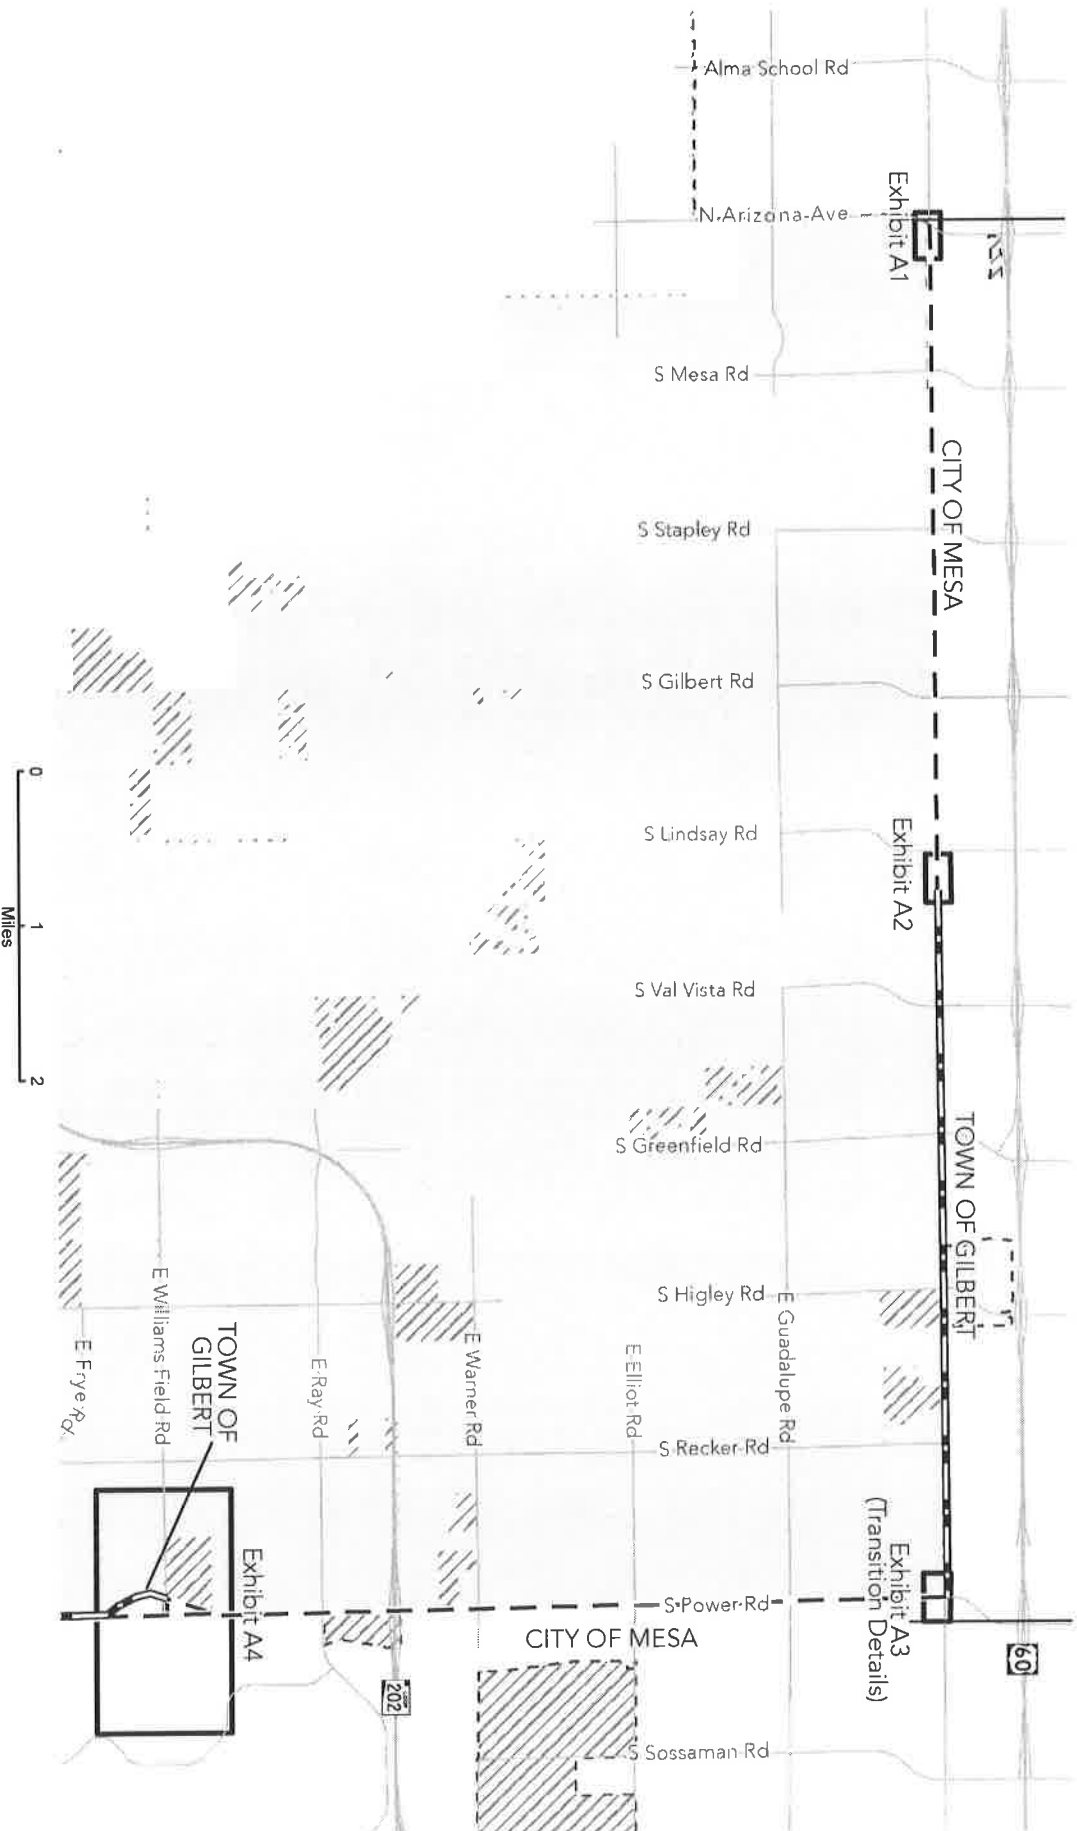 Alma School Rd
N Arizona Ave
Exhibit A1
S Mesa Rd
CITY OF MESA
S Stapley Rd
S Gilbert Rd
S Lindsay Rd
Exhibit A2
S Val Vista Rd
S Greenfield Rd
TOWN OF GILBERT
S Higley Rd
E Guadalupe Rd
E Elliot Rd
E Warner Rd
E Ray Rd
E Williams Field Rd
E Frye Rd
S Recker Rd
TOWN OF
GILBERT
Exhibit A3
(Transition Details)
Exhibit A4
S Power Rd
CITY OF MESA
60
LOOP
202
S Sossaman Rd
0
1
2
Miles